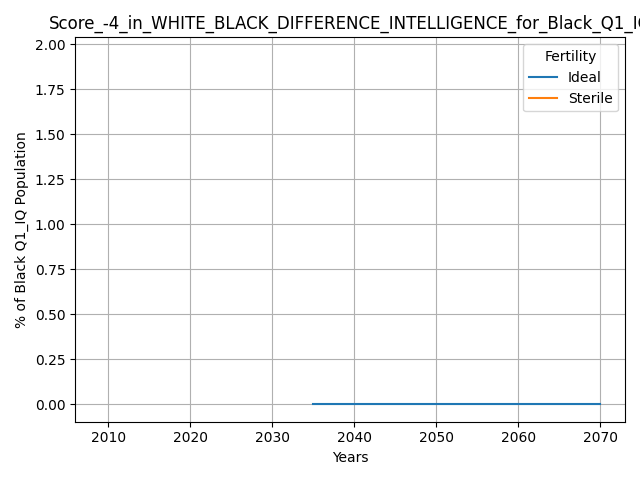 Score_-4_in_WHITE_BLACK_DIFFERENCE_INTELLIGENCE_for_Black_Q1_I
2.00
1.75
1.50
1.25
1.00
0.75
0.50
0.25
0.00
% of Black Q1_IQ Population
Fertility
Ideal
Sterile
2010 2020 2030 2040 2050 2060 2070
Years